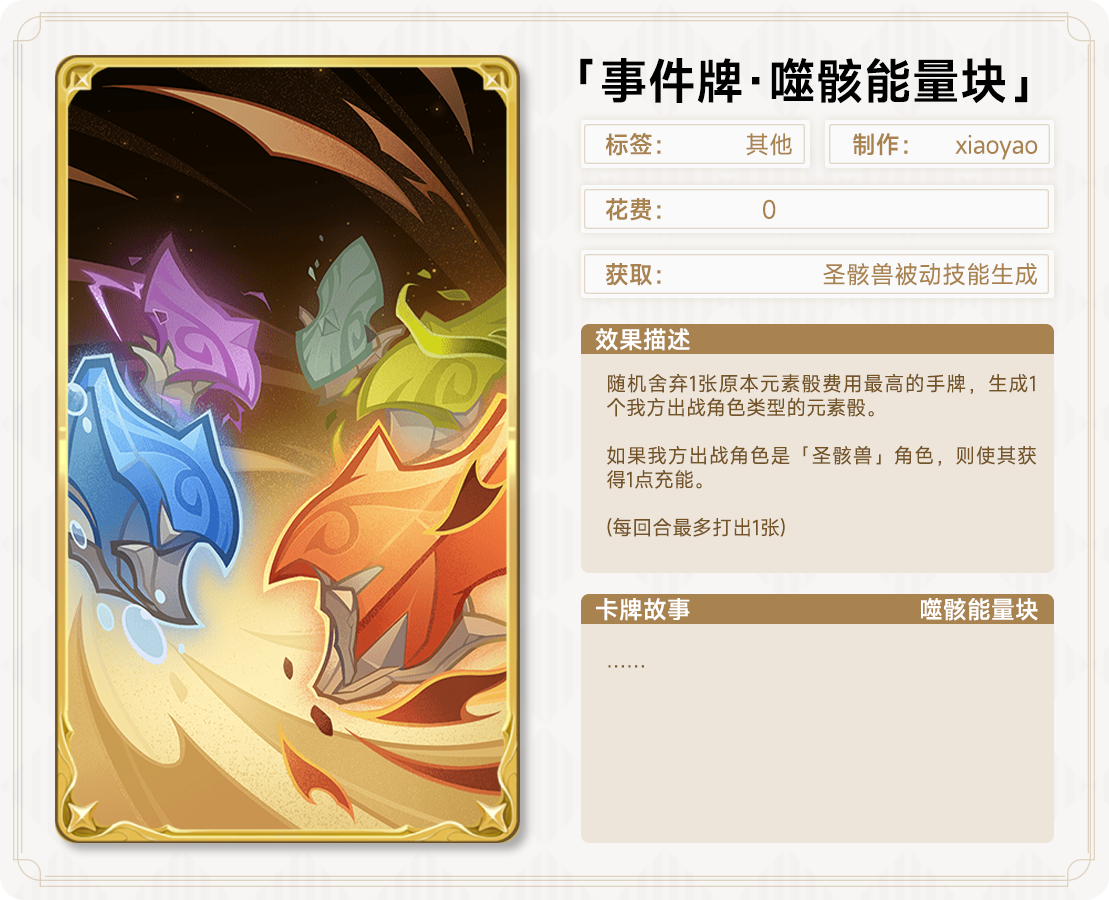 「事件牌·噬骸能量块」
标签： 其他 制作： xiaoyao
花费： 0
获取： 圣骸兽被动技能生成
效果描述
随机舍弃1张原本元素骰费用最高的手牌，生成1
个我方出战角色类型的元素骰。
如果我方出战角色是「圣骸兽」角色，则使其获
得1点充能。
(每回合最多打出1张)
卡牌故事 噬骸能量块
……